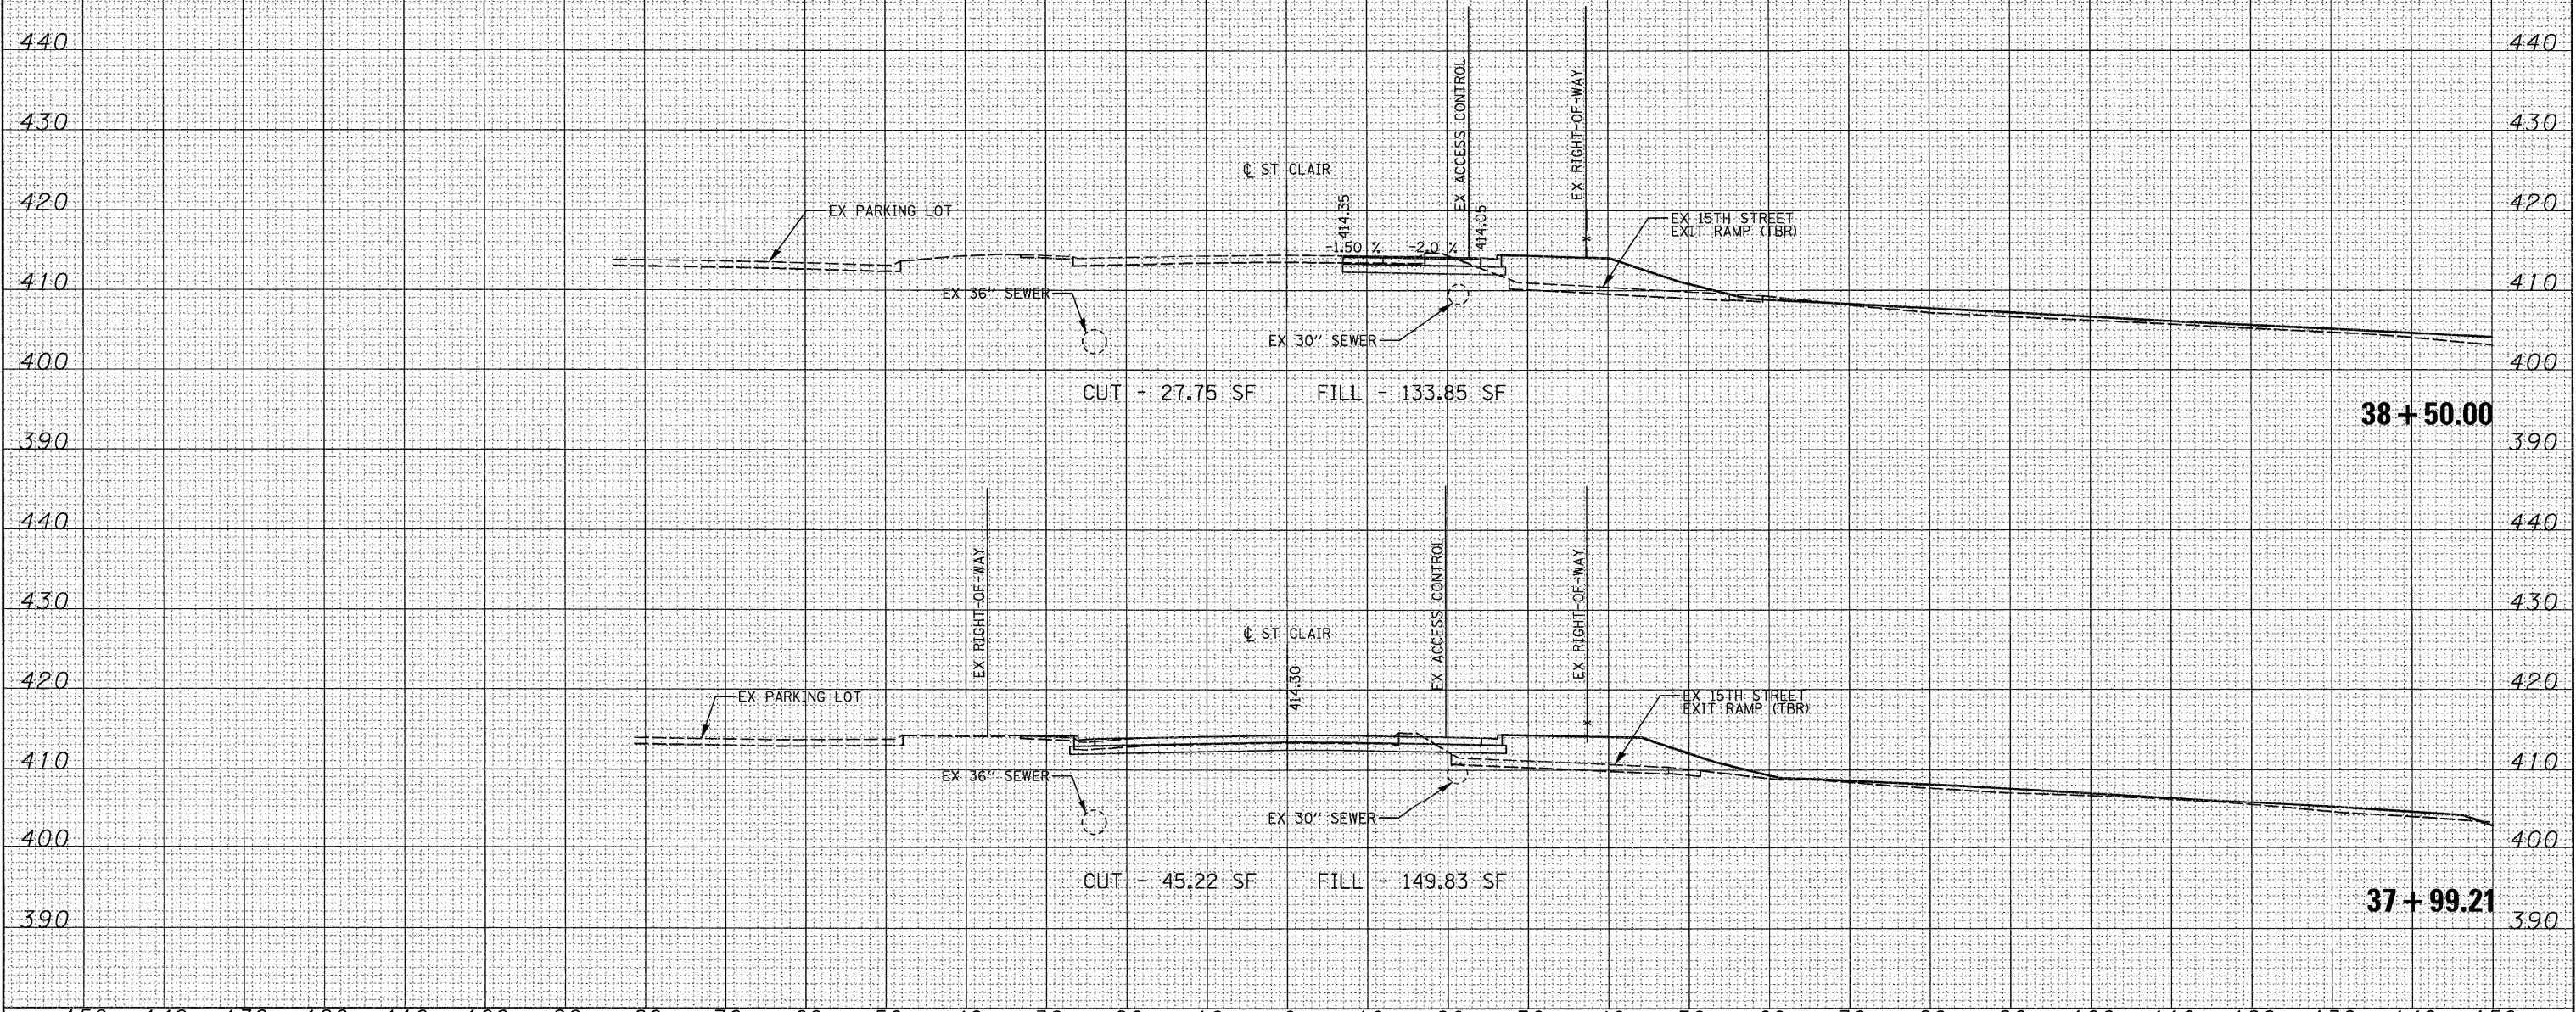 440 440
430 430
EX ACCESS CONTROL
EX RIGHT-OF-WAY
℄ ST CLAIR
420 420
EX PARKING LOT
414.35
414.05
EX 15TH STREET
EXIT RAMP (TBR)
-1.50 % -2.0 %
410 410
EX 36" SEWER
EX 30" SEWER
400 400
CUT - 27.75 SF FILL - 133.85 SF
38+50.00
390 390
440 440
430 430
EX RIGHT-OF-WAY
EX ACCESS CONTROL
EX RIGHT-OF-WAY
℄ ST CLAIR
420 420
414.30
EX PARKING LOT
EX 15TH STREET
EXIT RAMP (TBR)
410 410
EX 36" SEWER
EX 30" SEWER
400 400
CUT - 45.22 SF FILL - 149.83 SF
37+99.21
390 390